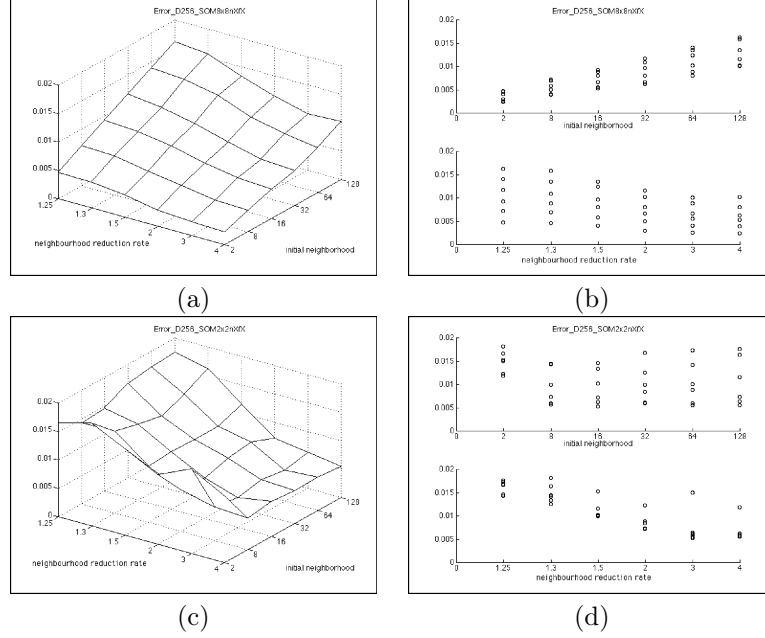 Error_D256_SOM8x8nXfX
0.02
0.015
0.01
0.005
0
1.25
1.3
1.5
2
3
4
2
8
16
32
64
128
neighbourhood reduction rate
initial neighborhood
(a)
Error_D256_SOM8x8nXfX
0.02
0.015
0.01
0.005
0
0 2 8 16 32 64 128
initial neighborhood
0.02
0.015
0.01
0.005
0
0 1.25 1.3 1.5 2 3 4
neighbourhood reduction rate
(b)
Error_D256_SOM2x2nXfX
0.02
0.015
0.01
0.005
0
1.25
1.3
1.5
2
3
4
2
8
16
32
64
128
neighbourhood reduction rate
initial neighborhood
(c)
Error_D256_SOM2x2nXfX
0.02
0.015
0.01
0.005
0
0 2 8 16 32 64 128
initial neighborhood
0.02
0.015
0.01
0.005
0
0 1.25 1.3 1.5 2 3 4
neighbourhood reduction rate
(d)